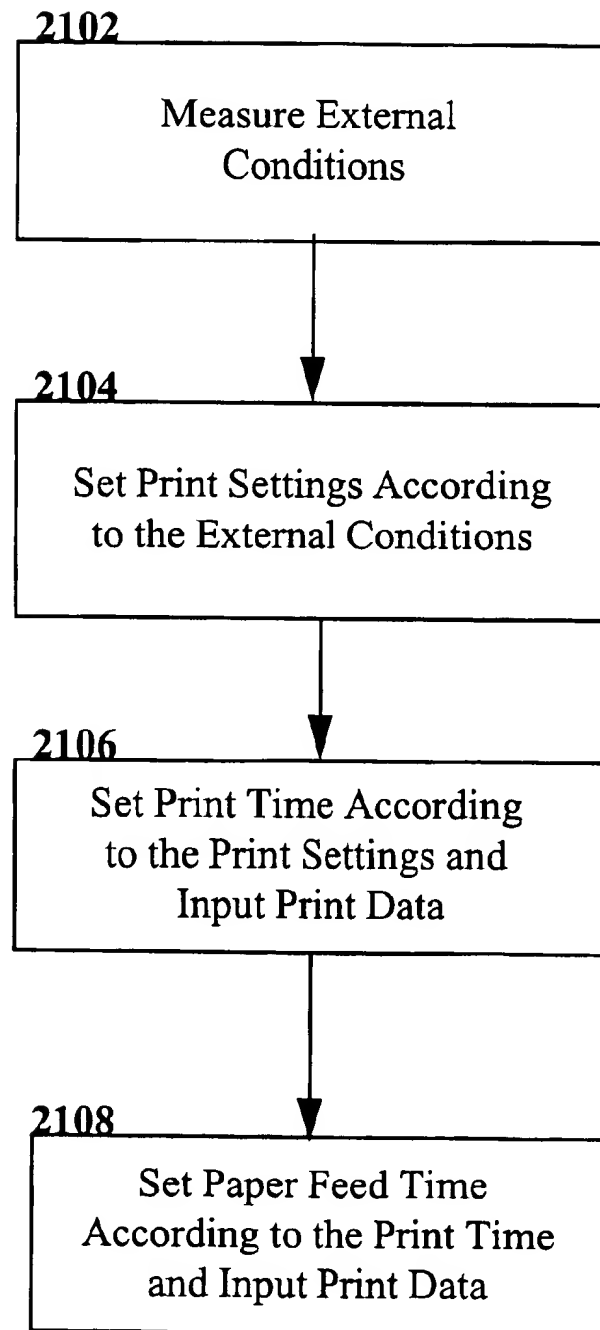 2102
Measure External
Conditions
2104
Set Print Settings According
to the External Conditions
2106
Set Print Time According
to the Print Settings and
Input Print Data
2108
Set Paper Feed Time
According to the Print Time
and Input Print Data